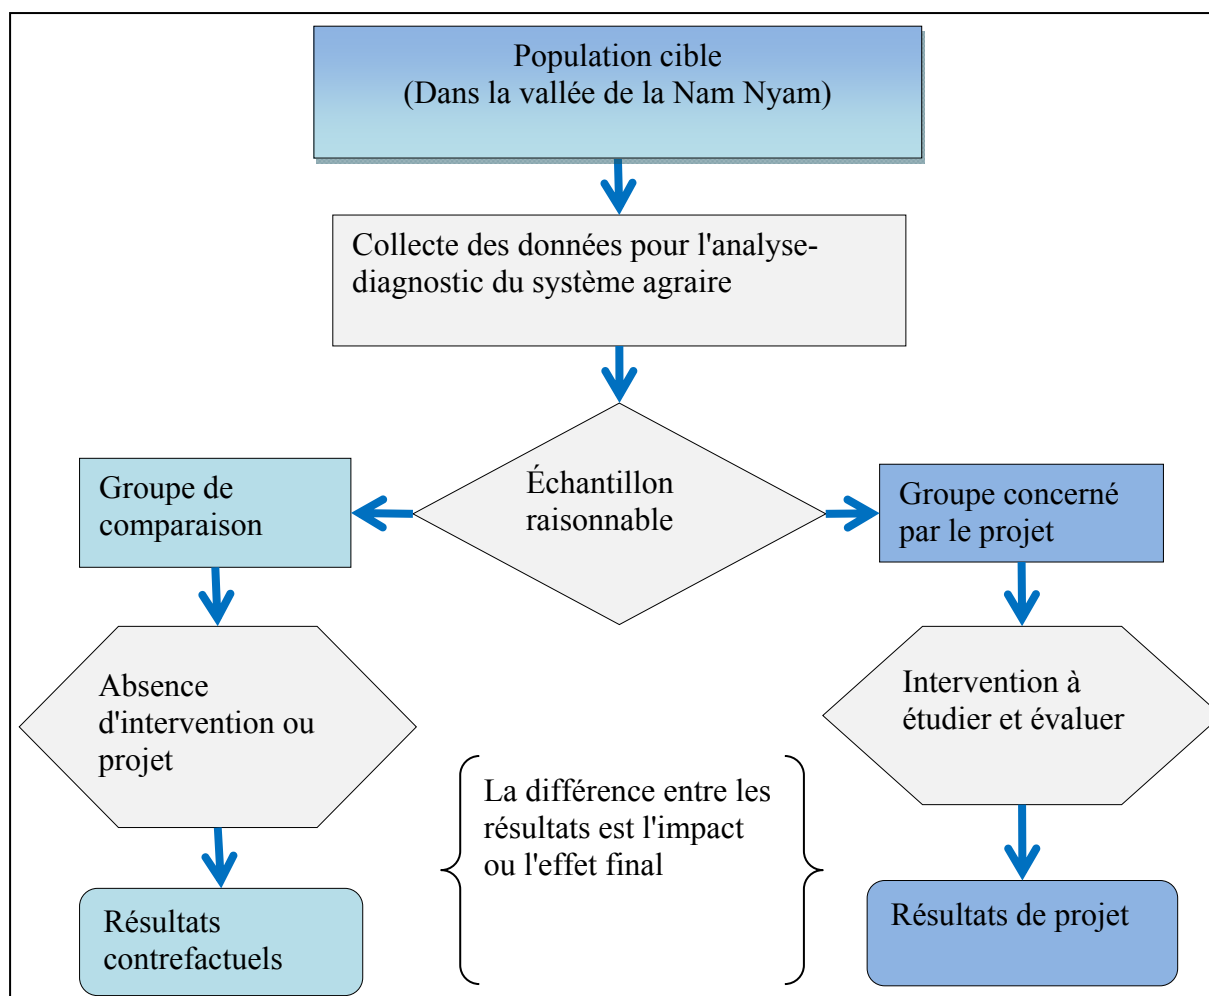 Population cible
(Dans la vallée de la Nam Nyam)
Collecte des données pour l'analyse-
diagnostic du système agraire
Échantillon
raisonnable
Groupe de
comparaison
Groupe concerné
par le projet
Absence
d'intervention ou
projet
Intervention à
étudier et évaluer
La différence entre les
résultats est l'impact
ou l'effet final
Résultats
contrefactuels
Résultats de projet